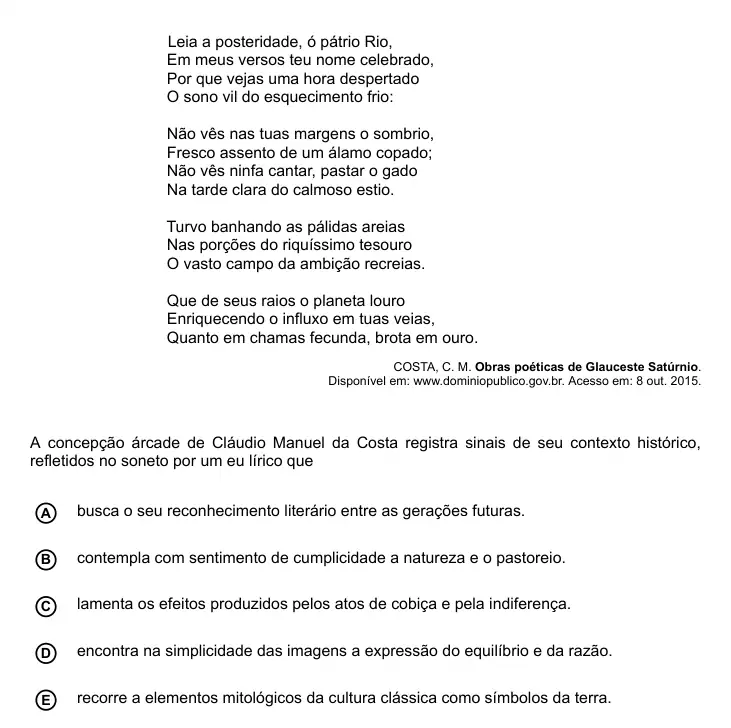 Leia a posteridade, ó pátrio Rio,
Em meus versos teu nome celebrado,
Por que vejas uma hora despertado
O sono vil do esquecimento frio:
Não vês nas tuas margens o sombrio,
Fresco assento de um álamo copado;
Não vês ninfa cantar, pastar o gado
Na tarde clara do calmoso estio.
Turvo banhando as pálidas areias
Nas porções do riquíssimo tesouro
O vasto campo da ambição recreias.
Que de seus raios o planeta louro
Enriquecendo o influxo em tuas veias,
Quanto em chamas fecunda, brota em ouro.
COSTA, C. M. Obras poéticas de Glauceste Satúrnio.
Disponível em: www.dominiopublico.gov.br. Acesso em: 8 out. 2015.
A concepção árcade de Cláudio Manuel da Costa registra sinais de seu contexto histórico,
refletidos no soneto por um eu lírico que
A busca o seu reconhecimento literário entre as gerações futuras.
B contempla com sentimento de cumplicidade a natureza e o pastoreio.
C lamenta os efeitos produzidos pelos atos de cobiça e pela indiferença.
D encontra na simplicidade das imagens a expressão do equilíbrio e da razão.
E recorre a elementos mitológicos da cultura clássica como símbolos da terra.